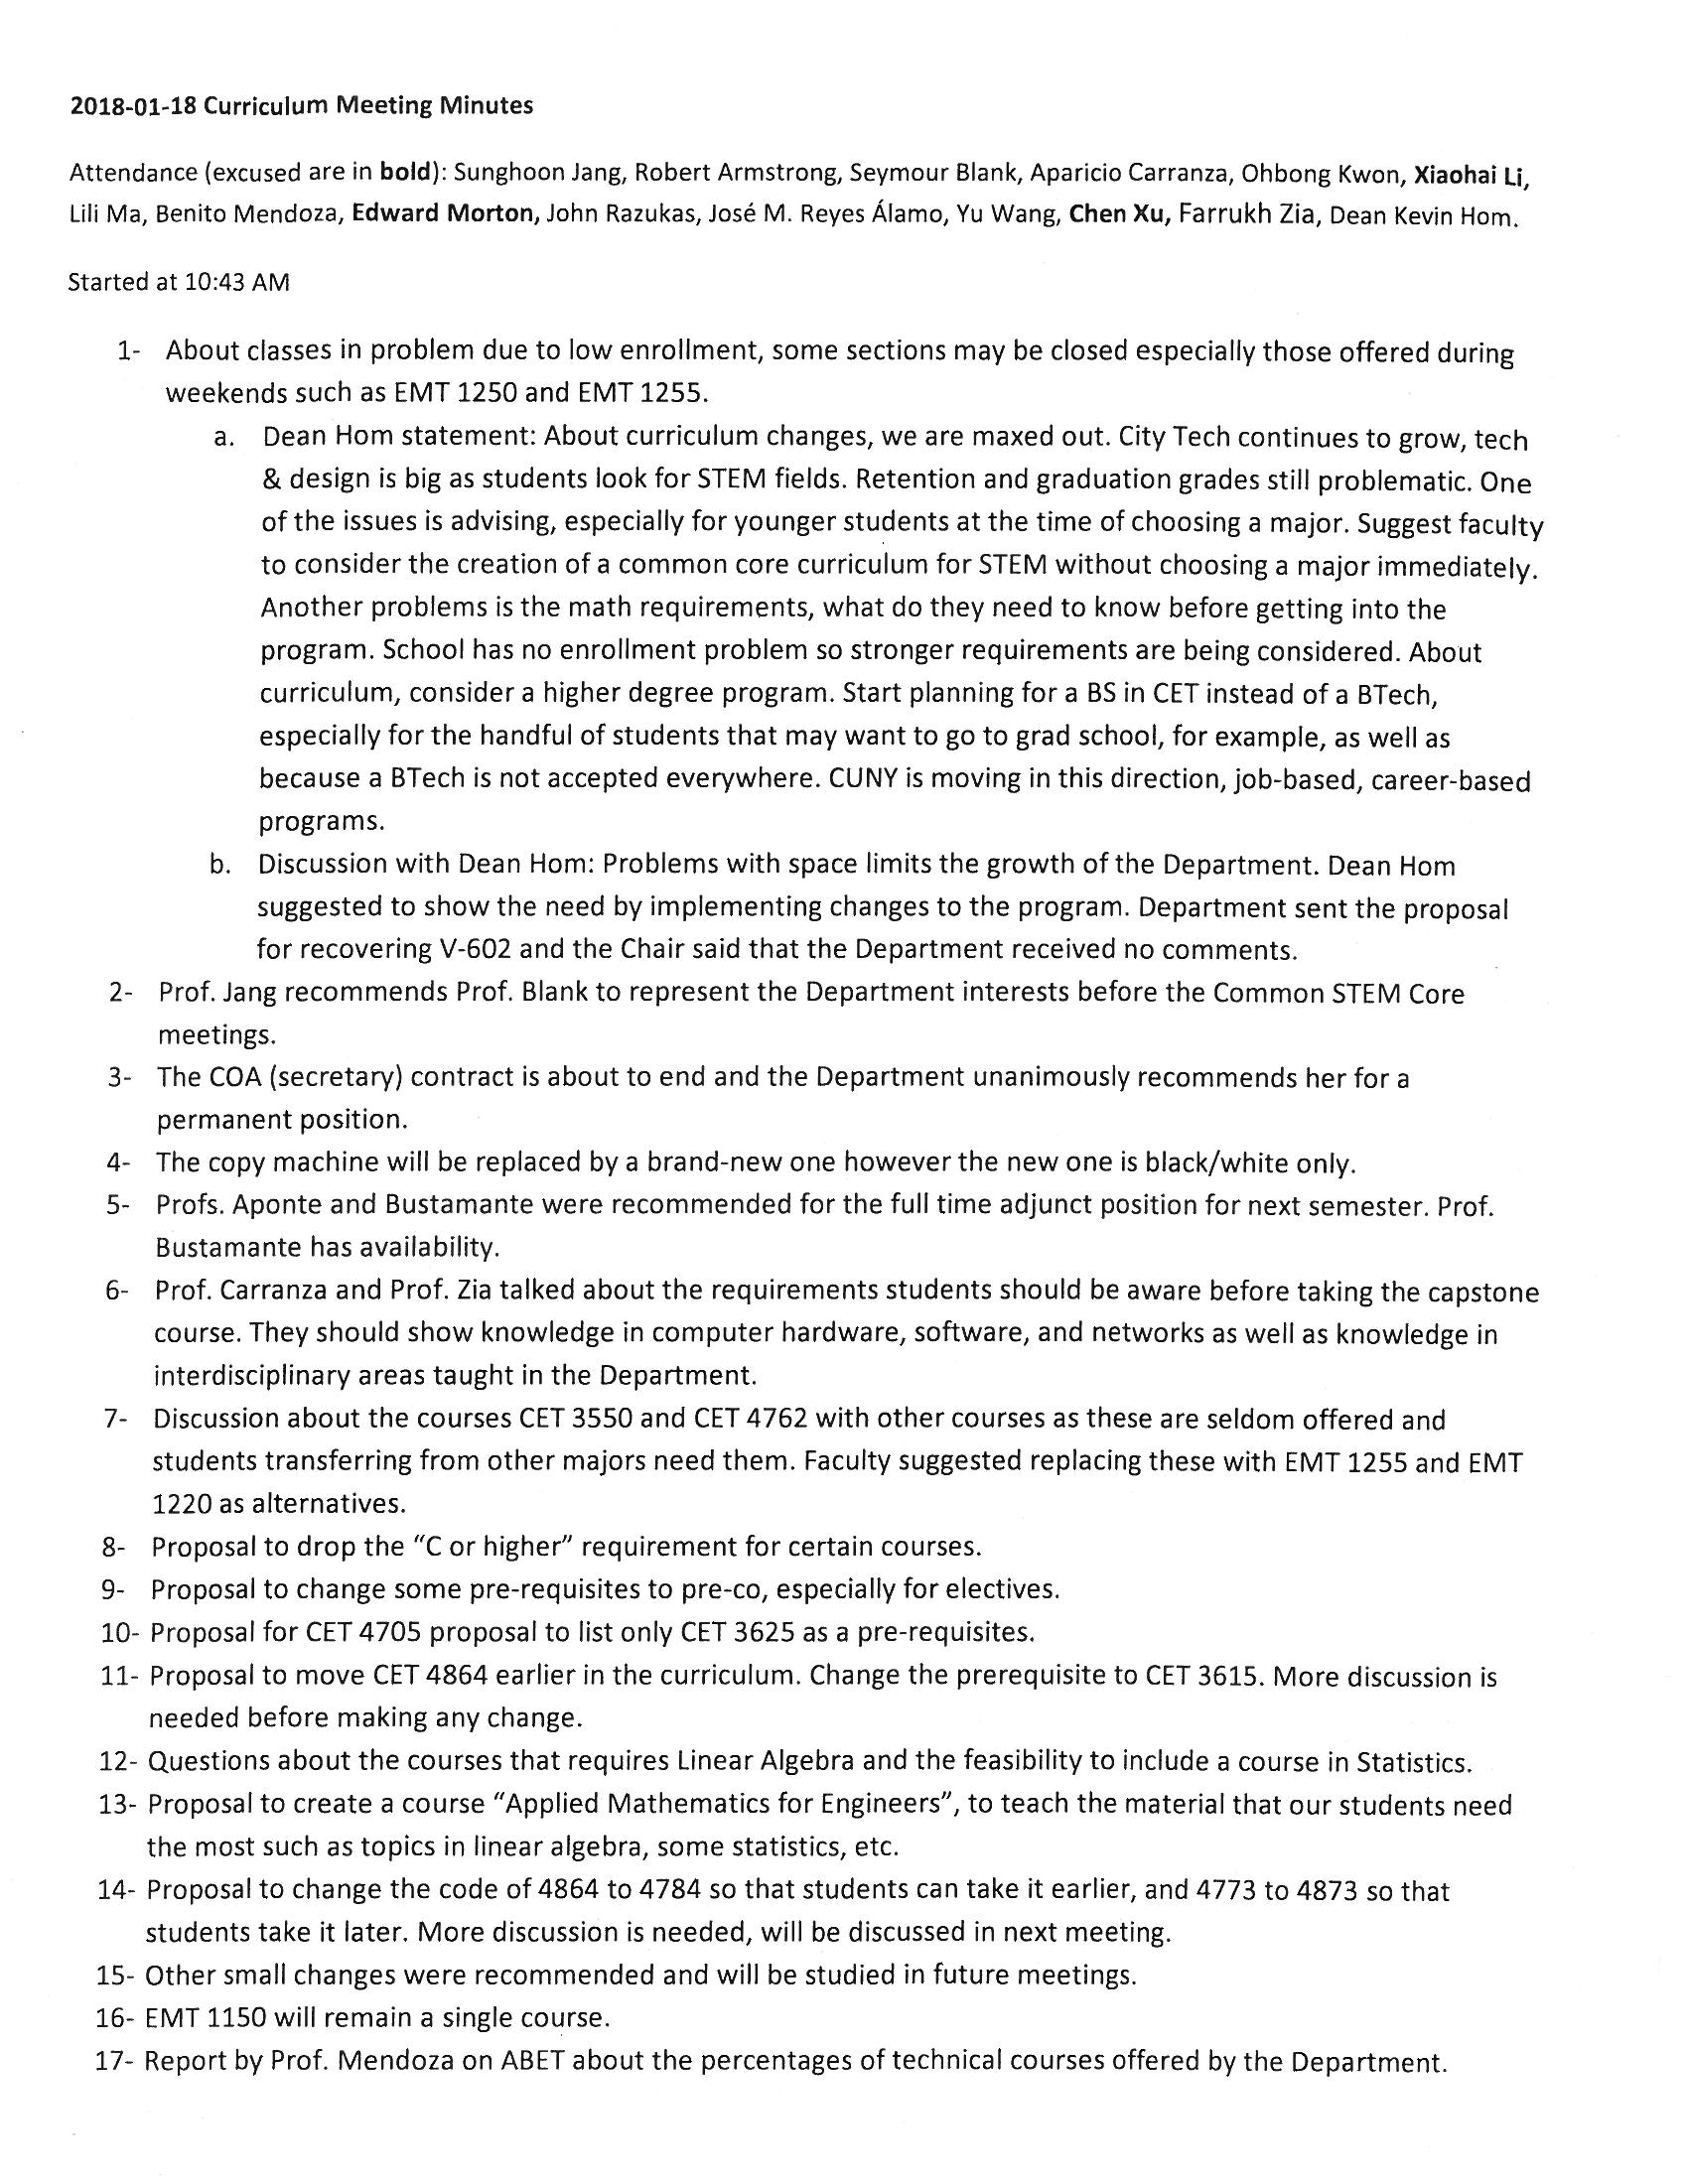 2018-01-18 Curriculum Meeting Minutes
Attendance (excused are in bold): Sunghoon Jang, Robert Armstrong, Seymour Blank, Aparicio Carranza, Ohbong Kwon, Xiaohai Li,
Lili Ma, Benito Mendoza, Edward Morton, John Razukas, José M. Reyes Álamo, Yu Wang, Chen Xu, Farrukh Zia, Dean Kevin Hom.
Started at 10:43 AM
1- About classes in problem due to low enrollment, some sections may be closed especially those offered during
weekends such as EMT 1250 and EMT 1255.
a. Dean Hom statement: About curriculum changes, we are maxed out. City Tech continues to grow, tech
& design is big as students look for STEM fields. Retention and graduation grades still problematic. One
of the issues is advising, especially for younger students at the time of choosing a major. Suggest faculty
to consider the creation of a common core curriculum for STEM without choosing a major immediately.
Another problems is the math requirements, what do they need to know before getting into the
program. School has no enrollment problem so stronger requirements are being considered. About
curriculum, consider a higher degree program. Start planning for a BS in CET instead of a BTech,
especially for the handful of students that may want to go to grad school, for example, as well as
because a BTech is not accepted everywhere. CUNY is moving in this direction, job-based, career-based
programs.
b. Discussion with Dean Hom: Problems with space limits the growth of the Department. Dean Hom
suggested to show the need by implementing changes to the program. Department sent the proposal
for recovering V-602 and the Chair said that the Department received no comments.
2- Prof. Jang recommends Prof. Blank to represent the Department interests before the Common STEM Core
meetings.
3- The COA (secretary) contract is about to end and the Department unanimously recommends her for a
permanent position.
4- The copy machine will be replaced by a brand-new one however the new one is black/white only.
5- Profs. Aponte and Bustamante were recommended for the full time adjunct position for next semester. Prof.
Bustamante has availability.
6- Prof. Carranza and Prof. Zia talked about the requirements students should be aware before taking the capstone
course. They should show knowledge in computer hardware, software, and networks as well as knowledge in
interdisciplinary areas taught in the Department.
7- Discussion about the courses CET 3550 and CET 4762 with other courses as these are seldom offered and
students transferring from other majors need them. Faculty suggested replacing these with EMT 1255 and EMT
1220 as alternatives.
8- Proposal to drop the “C or higher” requirement for certain courses.
9- Proposal to change some pre-requisites to pre-co, especially for electives.
10- Proposal for CET 4705 proposal to list only CET 3625 as a pre-requisites.
11- Proposal to move CET 4864 earlier in the curriculum. Change the prerequisite to CET 3615. More discussion is
needed before making any change.
12- Questions about the courses that requires Linear Algebra and the feasibility to include a course in Statistics.
13- Proposal to create a course “Applied Mathematics for Engineers”, to teach the material that our students need
the most such as topics in linear algebra, some statistics, etc.
14- Proposal to change the code of 4864 to 4784 so that students can take it earlier, and 4773 to 4873 so that
students take it later. More discussion is needed, will be discussed in next meeting.
15- Other small changes were recommended and will be studied in future meetings.
16- EMT 1150 will remain a single course.
17- Report by Prof. Mendoza on ABET about the percentages of technical courses offered by the Department.